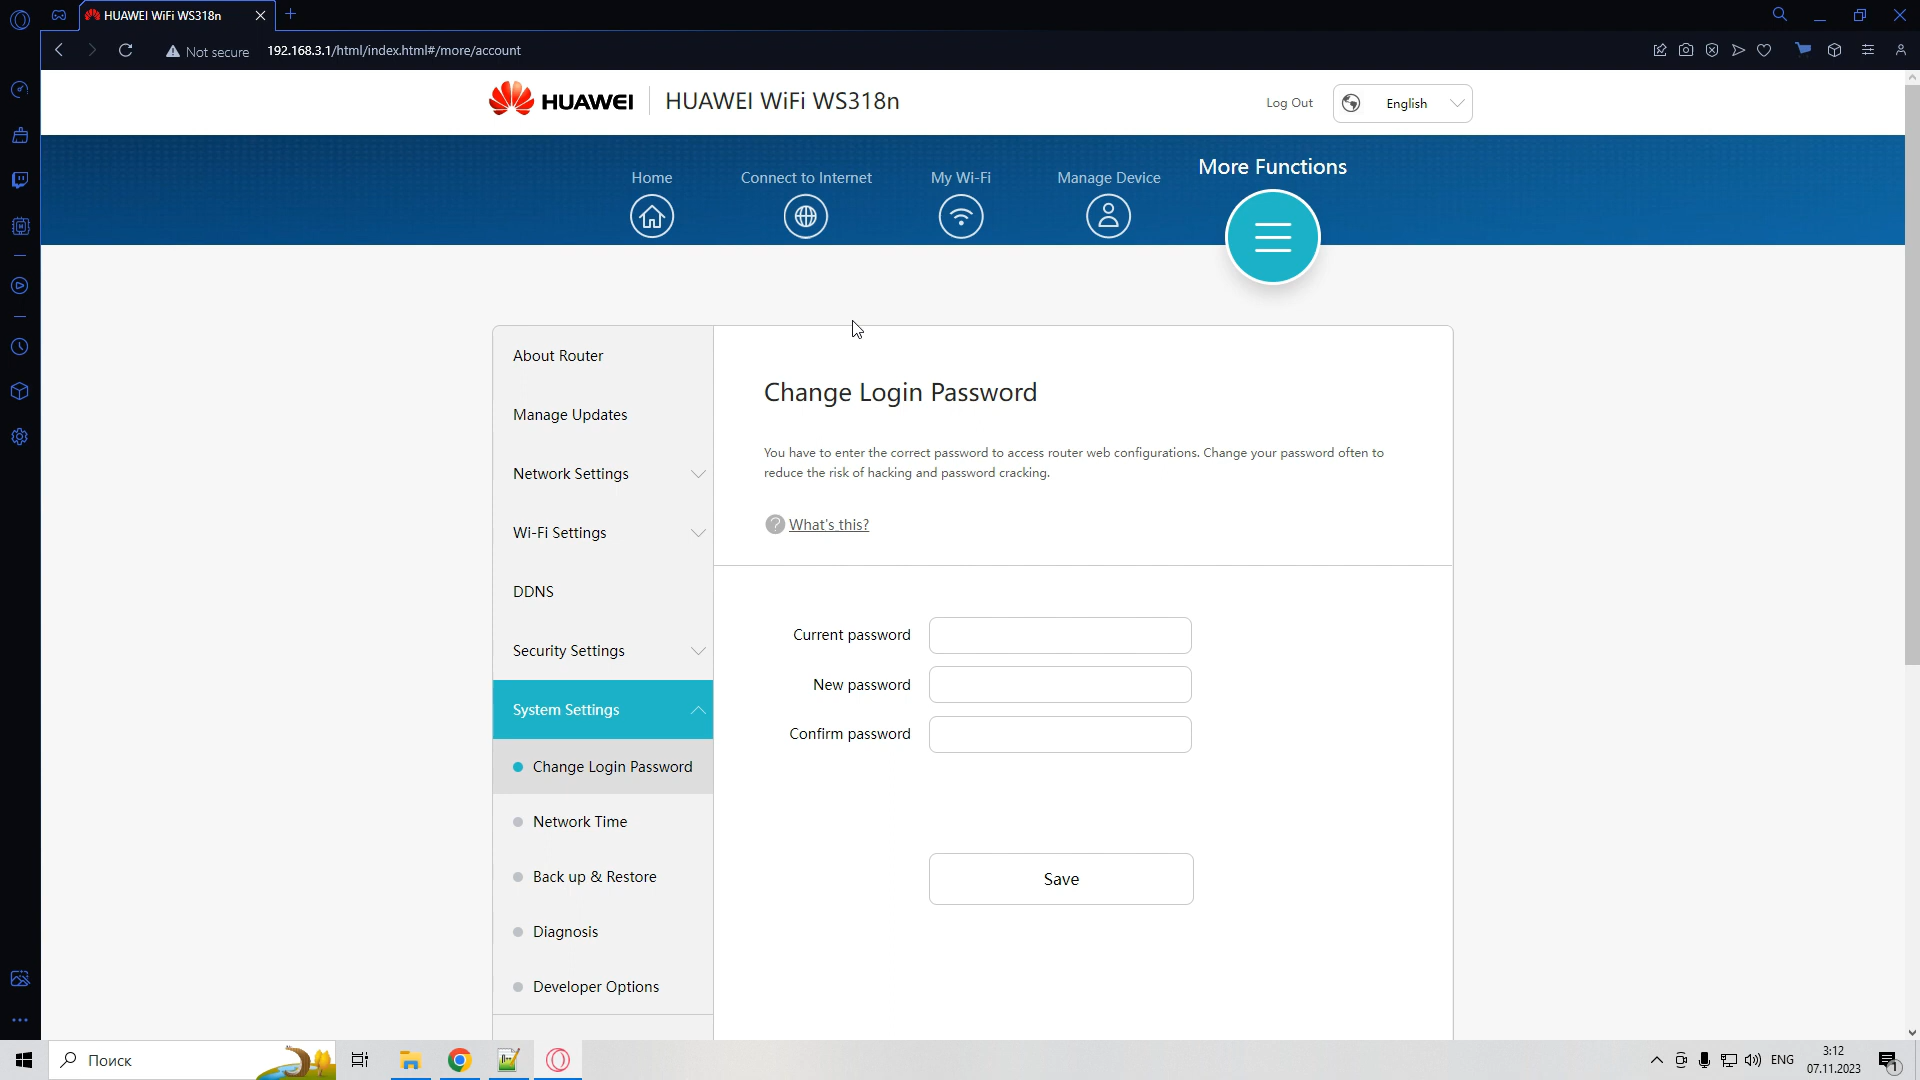 HUAWEI WiFi WS318n
Not secure
192.168.3.1/html/index.html#/more/account
HUAWEI
HUAWEI WiFi WS318n
Log Out
English
Home
Connect to Internet
My Wi-Fi
Manage Device
More Functions
About Router
Manage Updates
Network Settings
Wi-Fi Settings
DDNS
Security Settings
System Settings
Change Login Password
Network Time
Back up & Restore
Diagnosis
Developer Options
Change Login Password
You have to enter the correct password to access router web configurations. Change your password often to
reduce the risk of hacking and password cracking.
? What's this?
Current password
New password
Confirm password
Save
Поиск
ENG
3:12
07.11.2023
1